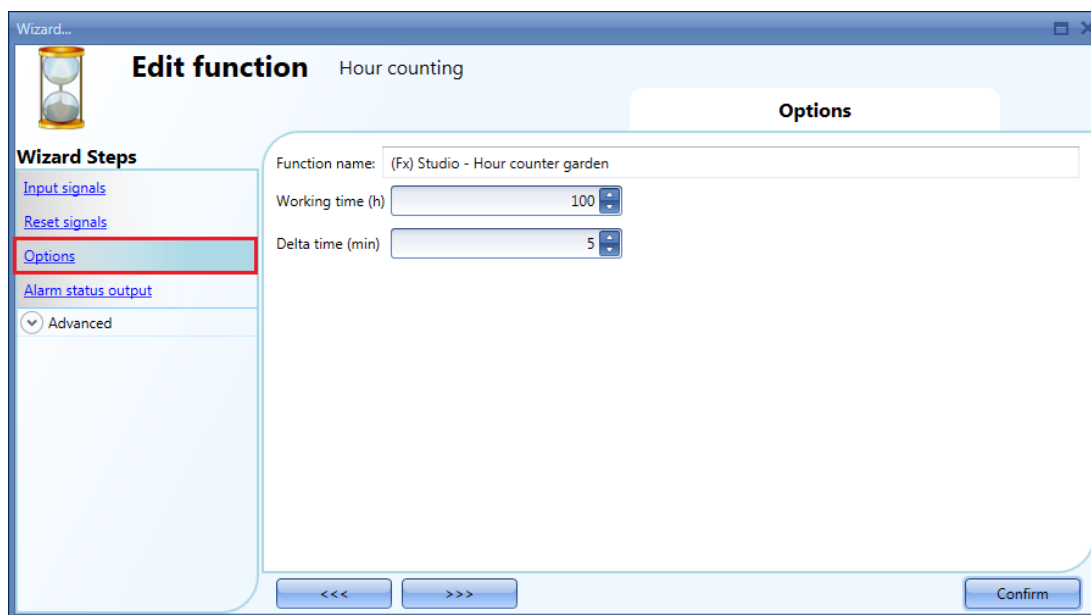 Wizard...
Edit function Hour counting
Options
Wizard Steps
Input signals
Reset signals
Options
Alarm status output
Advanced
Function name: (Fx) Studio - Hour counter garden
Working time (h) 100
Delta time (min) 5
<<< >>> Confirm